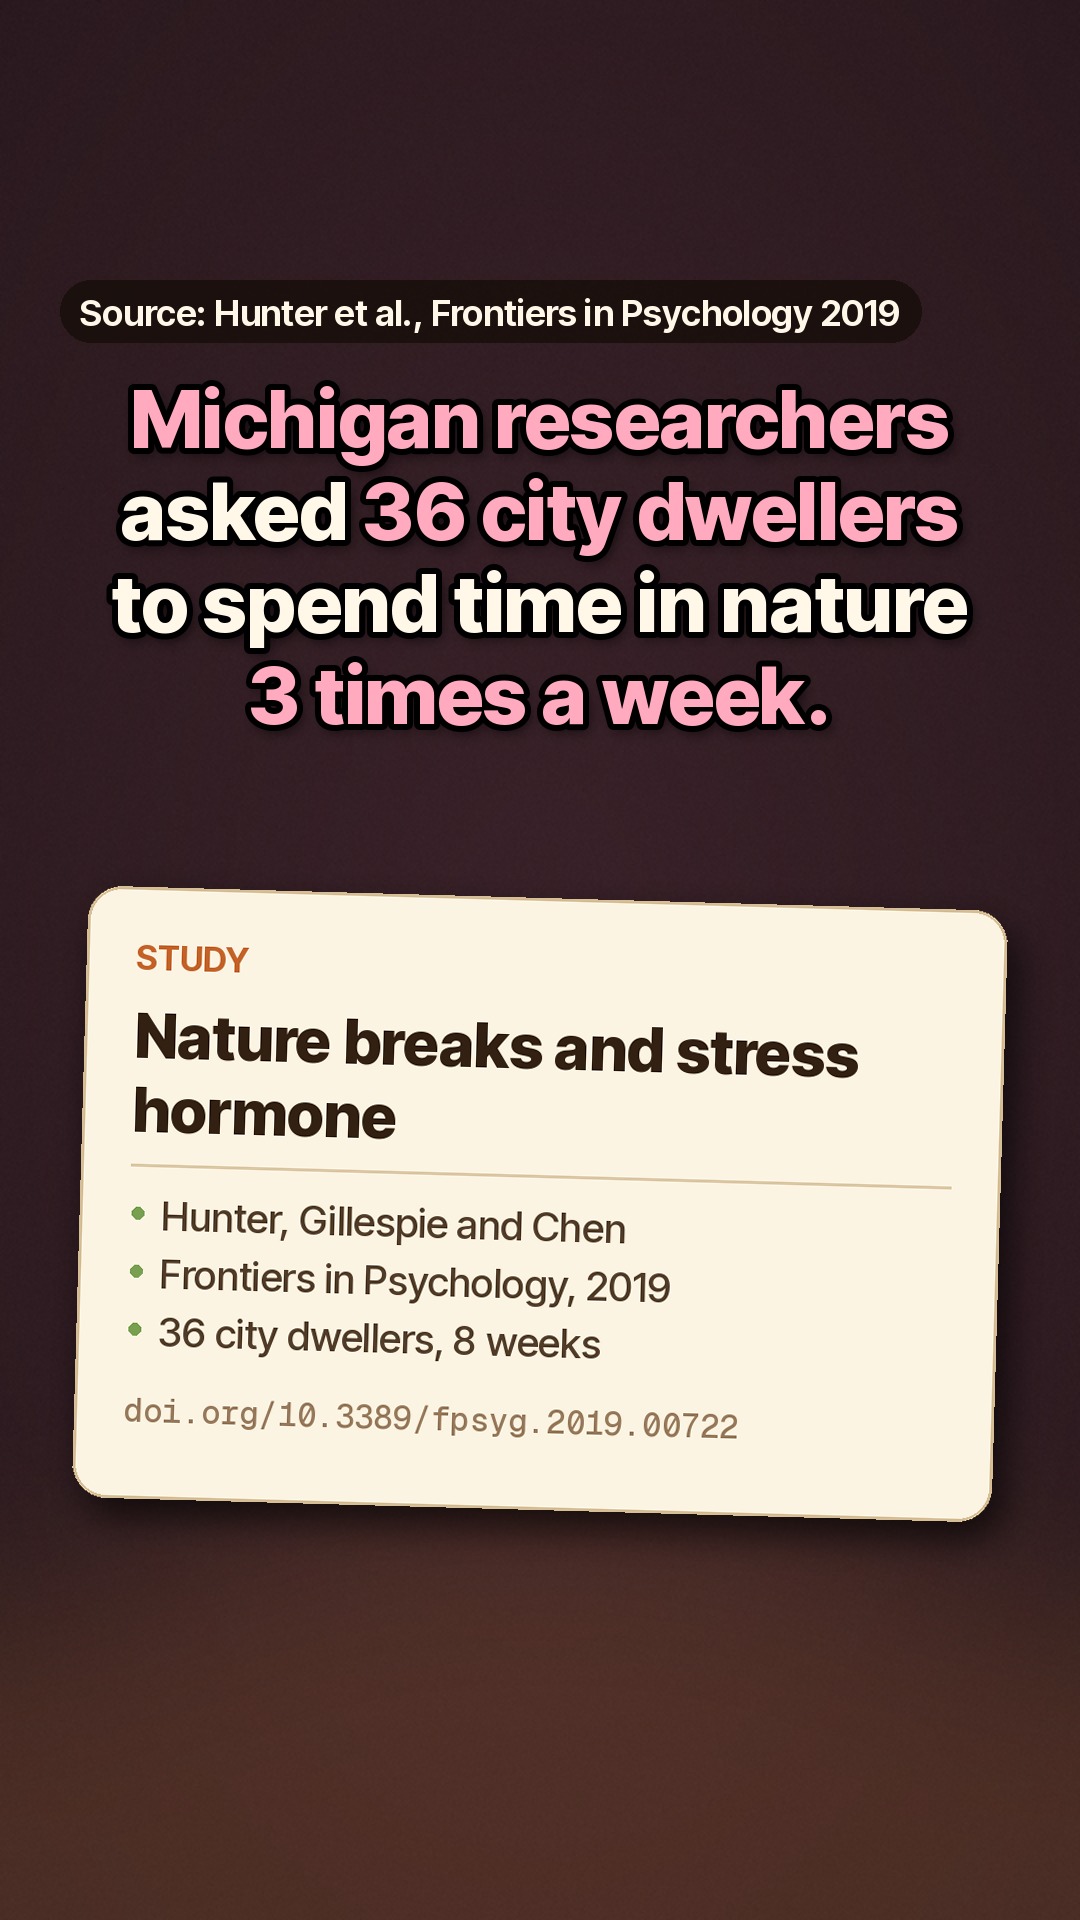 Source: Hunter et al., Frontiers in Psychology 2019
Michigan researchers
asked 36 city dwellers
to spend time in nature
3 times a week.
STUDY
Nature breaks and stress
hormone
Hunter, Gillespie and Chen
Frontiers in Psychology, 2019
36 city dwellers, 8 weeks
doi.org/10.3389/fpsyg.2019.00722